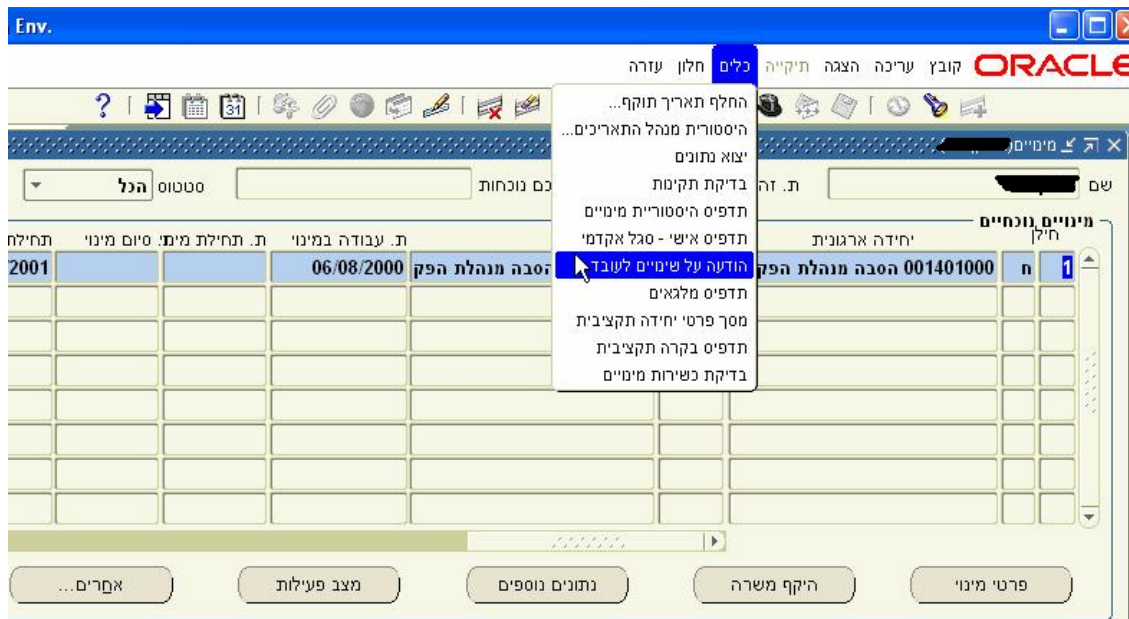 Env.
ORACLE קובץ עריכה הצגה תיקייה כלים חלון עזרה
החלף תאריך תוקף...
היסטורית מנהל התאריכים...
יצוא נתונים
בדיקת תקינות
תדפיס היסטוריית מינויים
תדפיס אישי - סגל אקדמי
הודעה על שינויים לעובד
תדפיס מלגאים
מסך פרטי יחידה תקציבית
תדפיס בקרה תקציבית
בדיקת כשירות מינויים
מינויים(
שם ת. זה כם נוכחות סטטוס הכל
מינויים נוכחיים
חילן יחידה ארגונית ת. עבודה במינוי ת. תחילת מינוי סיום מינוי תחילת
1 ח 001401000 הסבה מנהלת הפק הסבה מנהלת הפק 06/08/2000 2001
פרטי מינוי היקף משרה נתונים נוספים מצב פעילות אחרים...